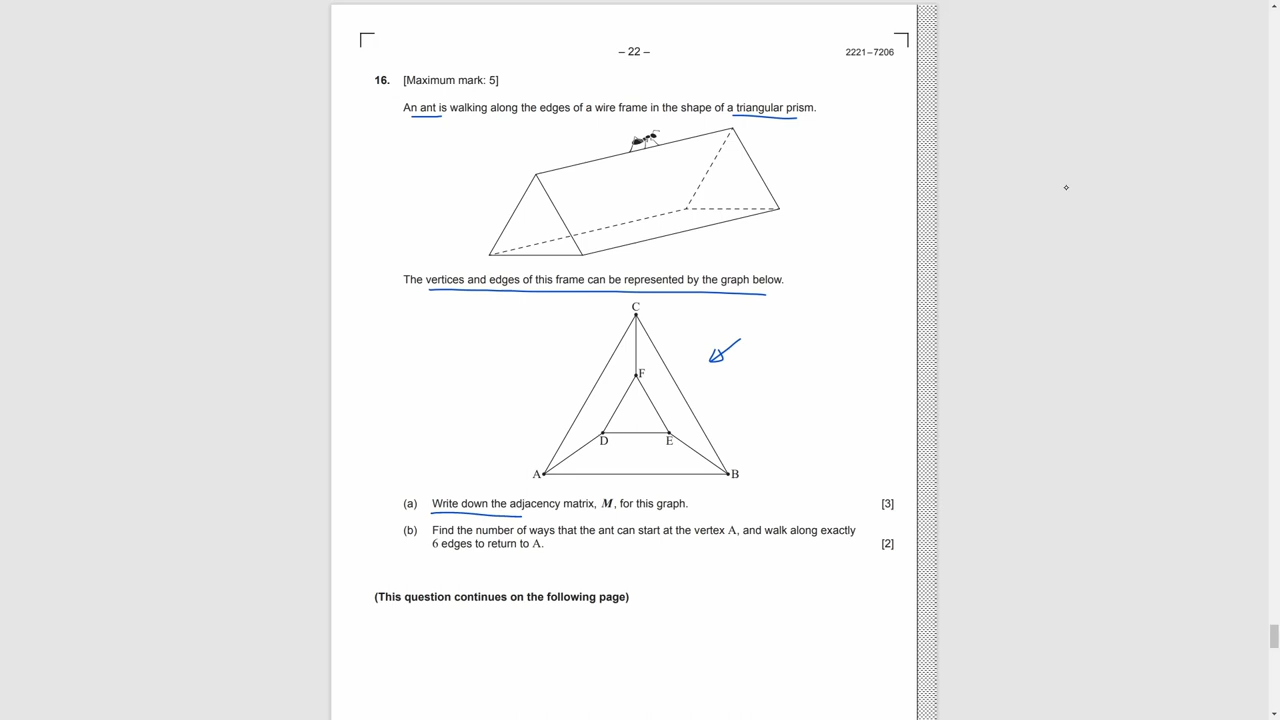 – 22 –
2221–7206
16. [Maximum mark: 5]
An ant is walking along the edges of a wire frame in the shape of a triangular prism.
The vertices and edges of this frame can be represented by the graph below.
C
F
D
E
A
B
(a) Write down the adjacency matrix, M, for this graph. [3]
(b) Find the number of ways that the ant can start at the vertex A, and walk along exactly
6 edges to return to A. [2]
(This question continues on the following page)